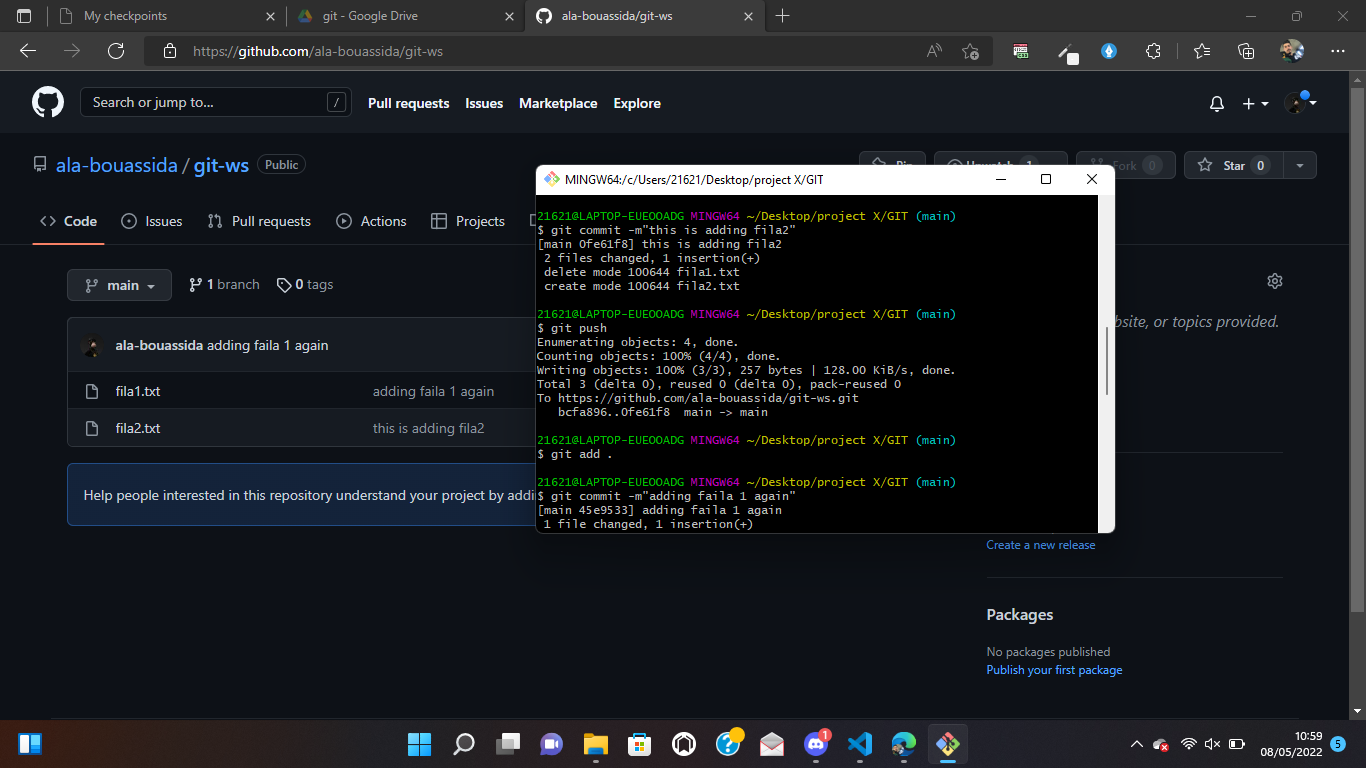 My checkpoints
git - Google Drive
ala-bouassida/git-ws
https://github.com/ala-bouassida/git-ws
Search or jump to...
/
Pull requests
Issues
Marketplace
Explore
ala-bouassida / git-ws
Public
Pin
Unwatch 1
Fork 0
Star 0
Code
Issues
Pull requests
Actions
Projects
main
1 branch
0 tags
ala-bouassida adding faila 1 again
fila1.txt adding faila 1 again
fila2.txt this is adding fila2
Help people interested in this repository understand your project by addi
bsite, or topics provided.
Create a new release
Packages
No packages published
Publish your first package
MINGW64:/c/Users/21621/Desktop/project X/GIT
21621@LAPTOP-EUEOOADG MINGW64 ~/Desktop/project X/GIT (main)
$ git commit -m"this is adding fila2"
[main 0fe61f8] this is adding fila2
2 files changed, 1 insertion(+)
delete mode 100644 fila1.txt
create mode 100644 fila2.txt
21621@LAPTOP-EUEOOADG MINGW64 ~/Desktop/project X/GIT (main)
$ git push
Enumerating objects: 4, done.
Counting objects: 100% (4/4), done.
Writing objects: 100% (3/3), 257 bytes | 128.00 KiB/s, done.
Total 3 (delta 0), reused 0 (delta 0), pack-reused 0
To https://github.com/ala-bouassida/git-ws.git
bcfa896..0fe61f8 main -> main
21621@LAPTOP-EUEOOADG MINGW64 ~/Desktop/project X/GIT (main)
$ git add .
21621@LAPTOP-EUEOOADG MINGW64 ~/Desktop/project X/GIT (main)
$ git commit -m"adding faila 1 again"
[main 45e9533] adding faila 1 again
1 file changed, 1 insertion(+)
1
10:59
08/05/2022
5